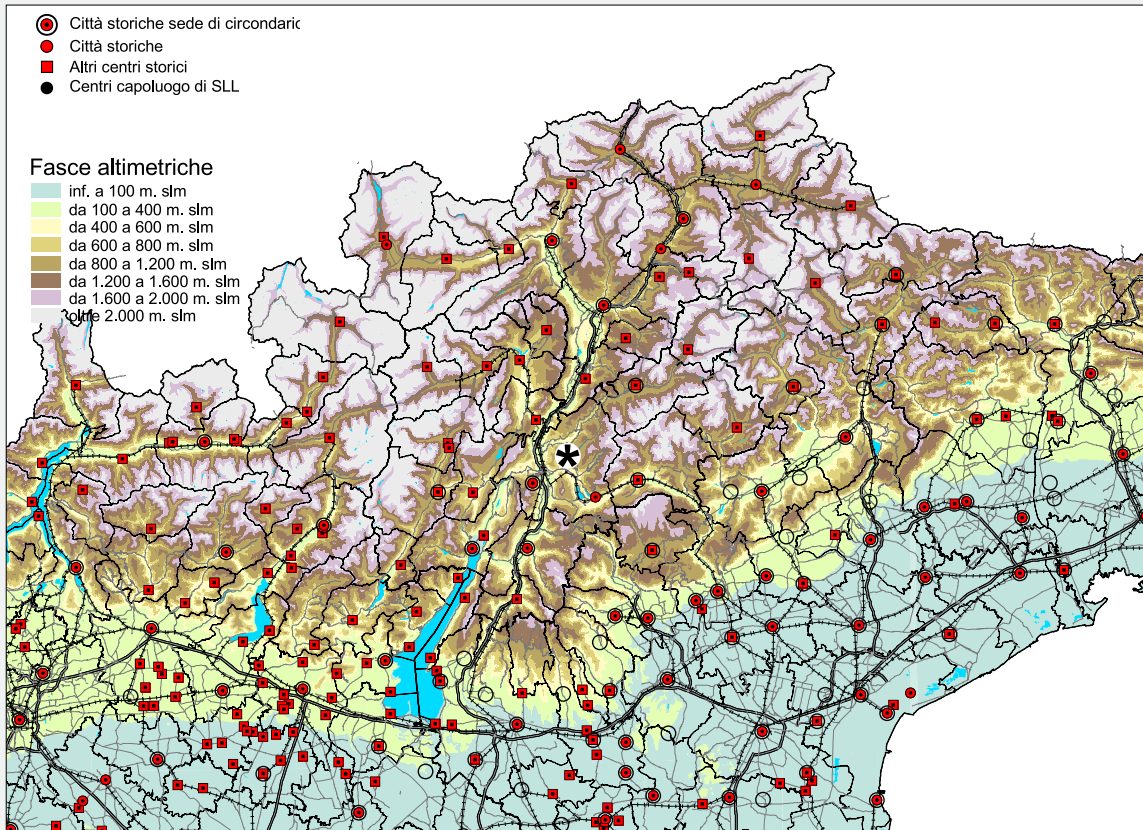 Città storiche sede di circondaric
Città storiche
Altri centri storici
Centri capoluogo di SLL
Fasce altimetriche
inf. a 100 m. slm
da 100 a 400 m. slm
da 400 a 600 m. slm
da 600 a 800 m. slm
da 800 a 1.200 m. slm
da 1.200 a 1.600 m. slm
da 1.600 a 2.000 m. slm
oltre 2.000 m. slm
*